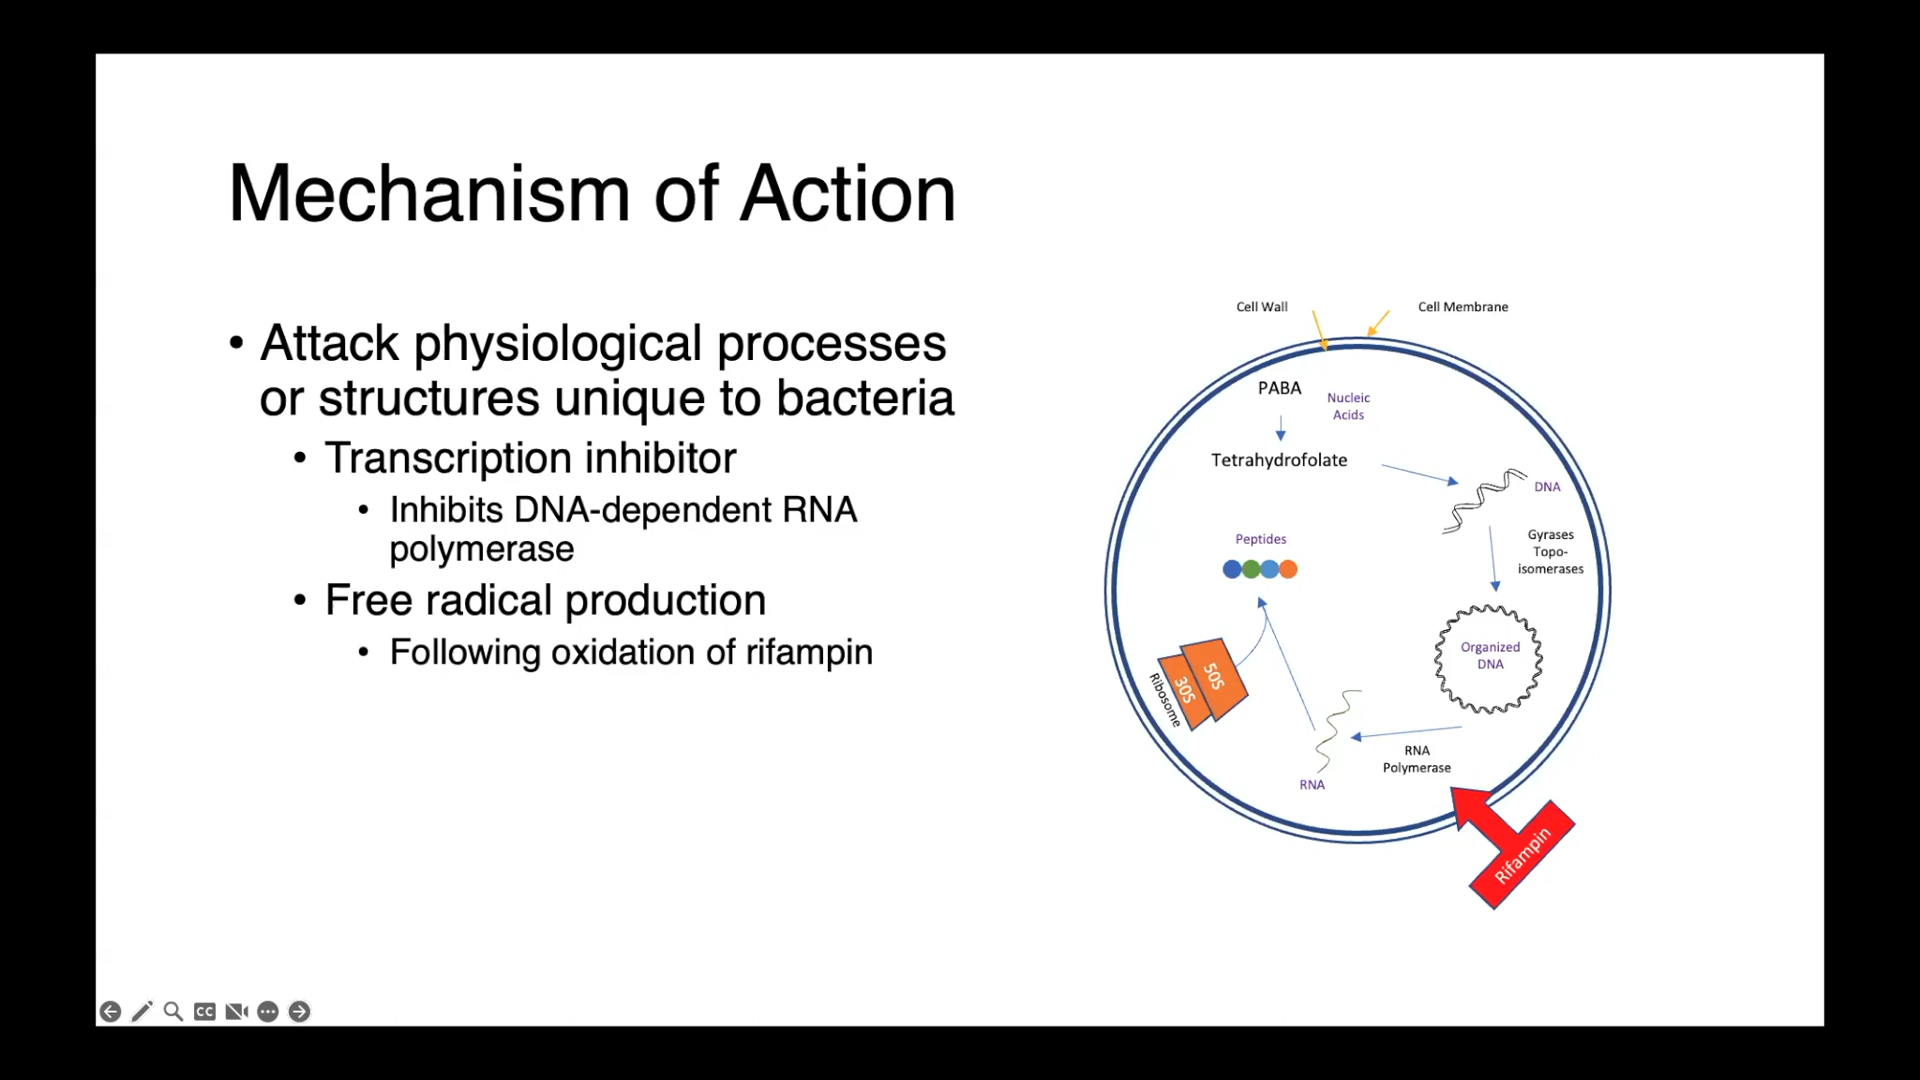 Mechanism of Action
• Attack physiological processes
or structures unique to bacteria
• Transcription inhibitor
• Inhibits DNA-dependent RNA
polymerase
• Free radical production
• Following oxidation of rifampin
Cell Wall
Cell Membrane
PABA
Nucleic
Acids
Tetrahydrofolate
DNA
Gyrases
Topo-
isomerases
Peptides
Organized
DNA
50S
30S
Ribosome
RNA
Polymerase
RNA
Rifampin
CC